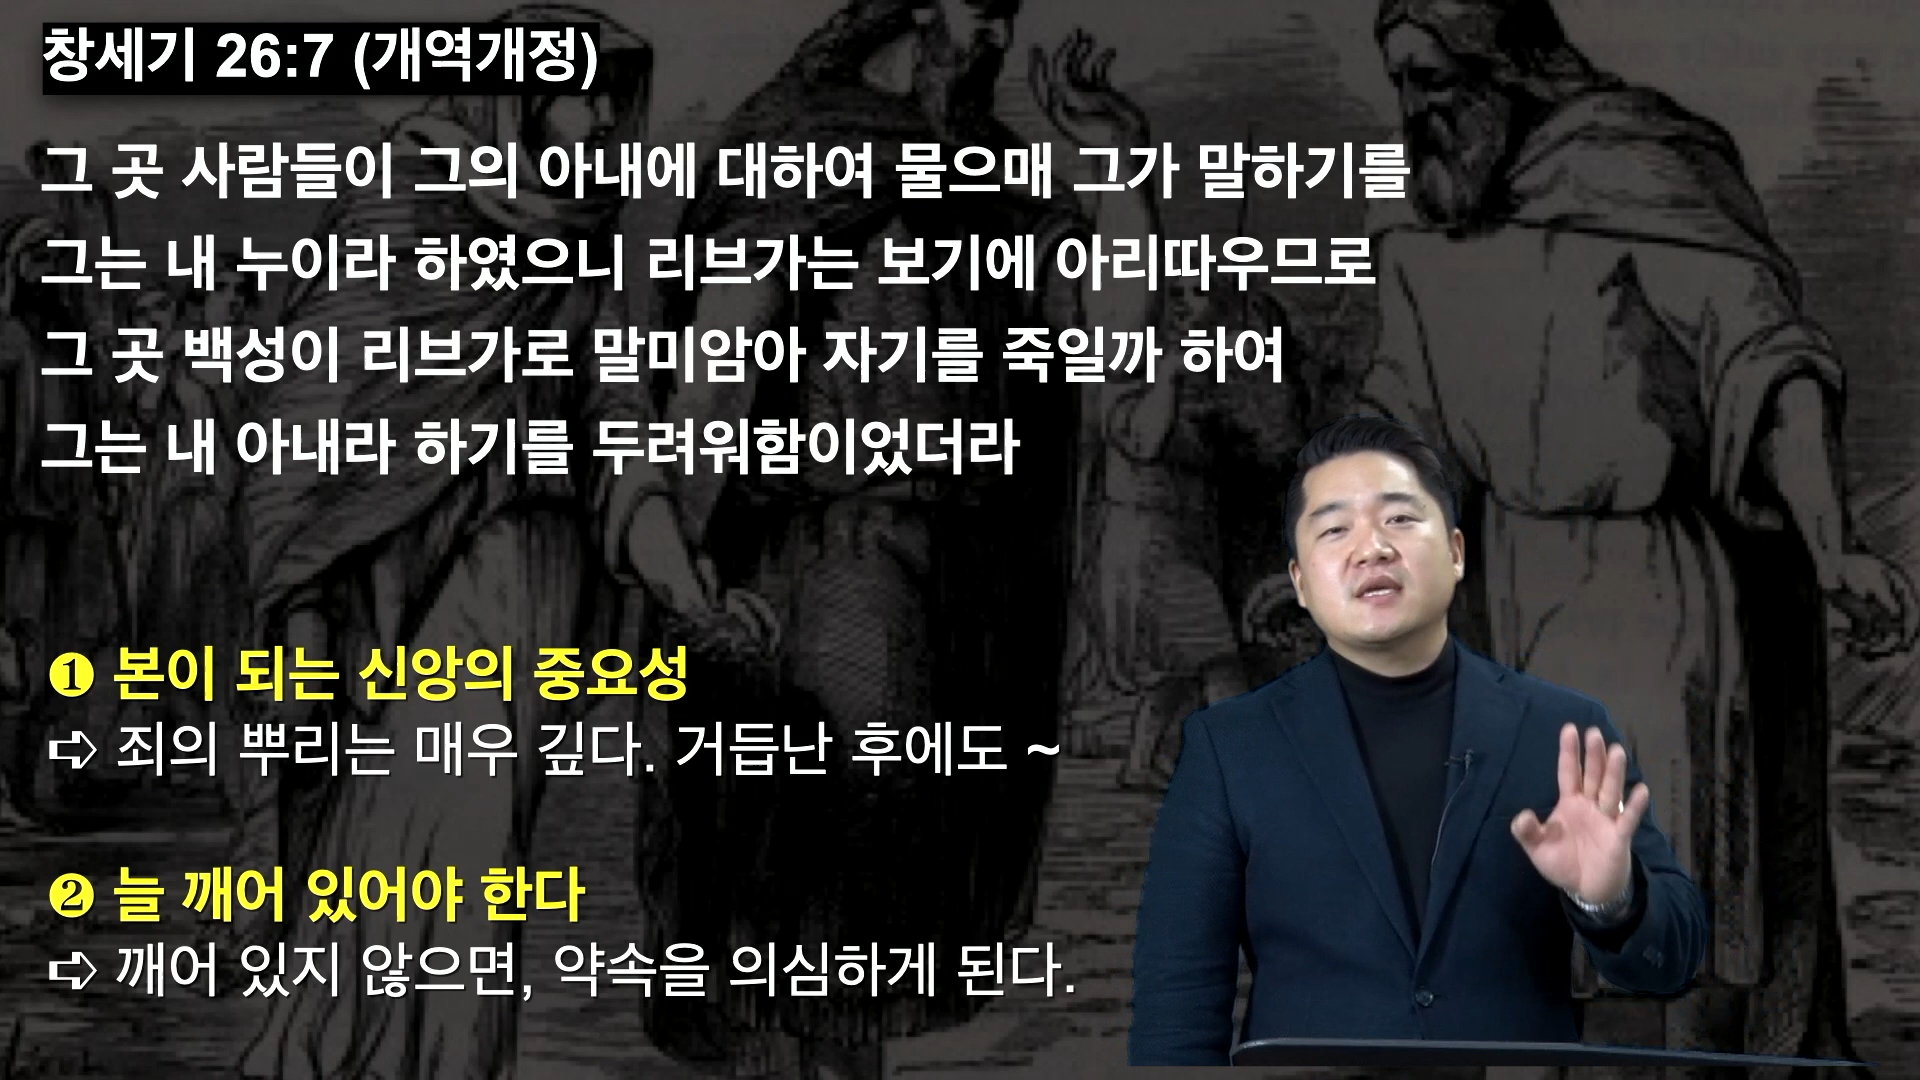 창세기 26:7 (개역개정)
그 곳 사람들이 그의 아내에 대하여 물으매 그가 말하기를
그는 내 누이라 하였으니 리브가는 보기에 아리따우므로
그 곳 백성이 리브가로 말미암아 자기를 죽일까 하여
그는 내 아내라 하기를 두려워함이었더라
❶ 본이 되는 신앙의 중요성
➪ 죄의 뿌리는 매우 깊다. 거듭난 후에도 ~
❷ 늘 깨어 있어야 한다
➪ 깨어 있지 않으면, 약속을 의심하게 된다.